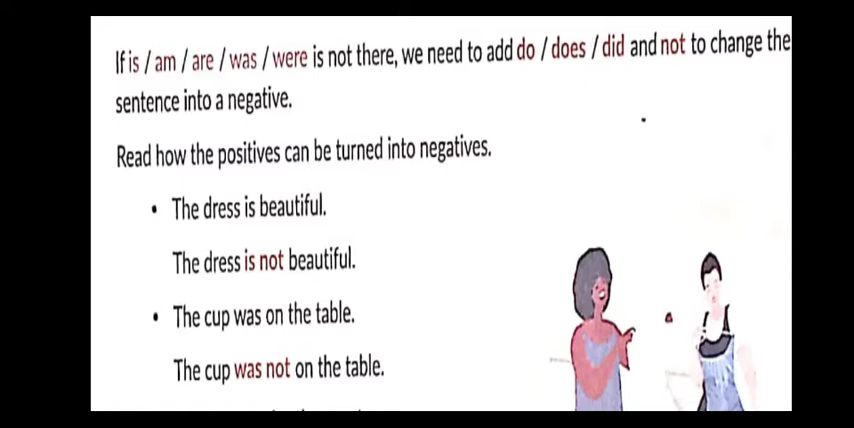 If is / am / are / was / were is not there, we need to add do / does / did and not to change the
sentence into a negative.
Read how the positives can be turned into negatives.
• The dress is beautiful.
The dress is not beautiful.
• The cup was on the table.
The cup was not on the table.